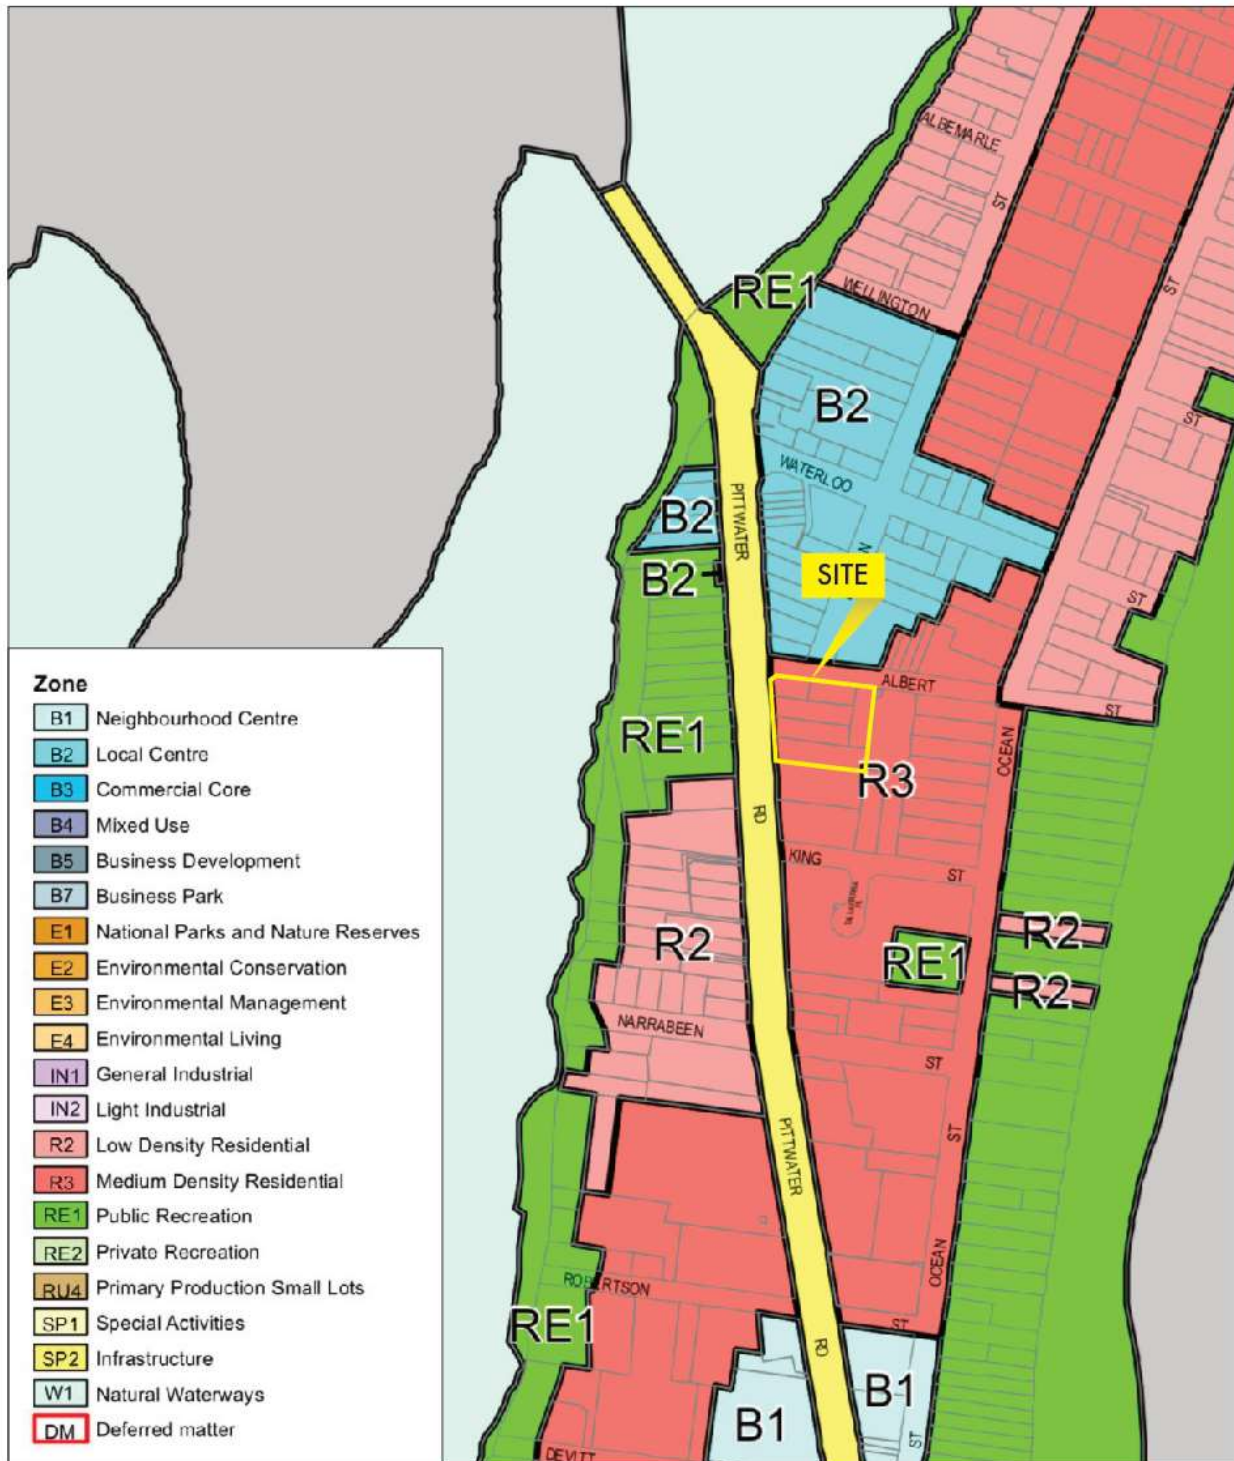 ALBEMARLE
ST
ST
RE1
WELLINGTON
B2
ST
WATERLOO
PITTWATER
B2
N
SITE
B2
ST
ALBERT
ST
RE1
OCEAN
R3
RD
KING
ST
R2
RE1
R2
R2
NARRABEEN
ST
PITTWATER
ST
OCEAN
ROBERTSON
RE1
ST
RD
B1
B1
ST
DEVITT
Zone
B1 Neighbourhood Centre
B2 Local Centre
B3 Commercial Core
B4 Mixed Use
B5 Business Development
B7 Business Park
E1 National Parks and Nature Reserves
E2 Environmental Conservation
E3 Environmental Management
E4 Environmental Living
IN1 General Industrial
IN2 Light Industrial
R2 Low Density Residential
R3 Medium Density Residential
RE1 Public Recreation
RE2 Private Recreation
RU4 Primary Production Small Lots
SP1 Special Activities
SP2 Infrastructure
W1 Natural Waterways
DM Deferred matter